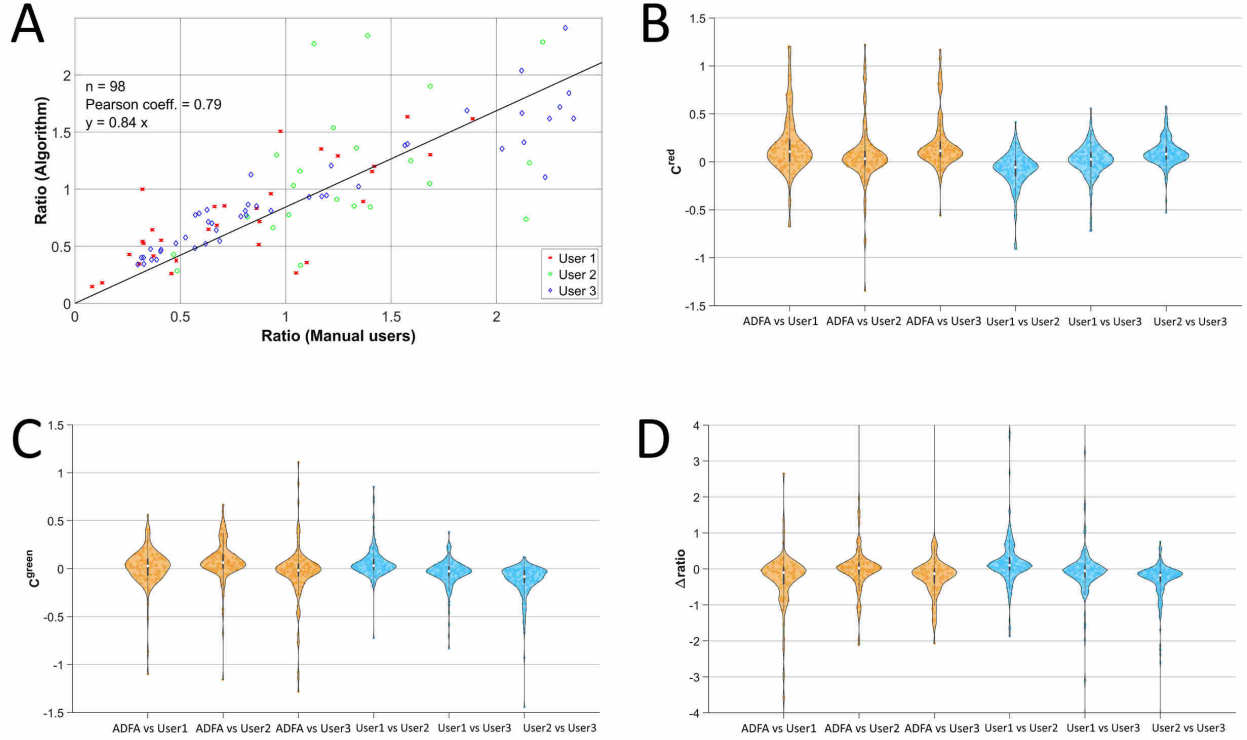 A
Ratio (Algorithm)
2
1.5
1
0.5
0
n = 98
Pearson coeff. = 0.79
y = 0.84 x
User 1
User 2
User 3
0 0.5 1 1.5 2
Ratio (Manual users)
B
C^red
1.5
1
0.5
0
-0.5
-1
-1.5
ADFA vs User1 ADFA vs User2 ADFA vs User3 User1 vs User2 User1 vs User3 User2 vs User3
C
C^green
1.5
1
0.5
0
-0.5
-1
-1.5
ADFA vs User1 ADFA vs User2 ADFA vs User3 User1 vs User2 User1 vs User3 User2 vs User3
D
Δratio
4
3
2
1
0
-1
-2
-3
-4
ADFA vs User1 ADFA vs User2 ADFA vs User3 User1 vs User2 User1 vs User3 User2 vs User3